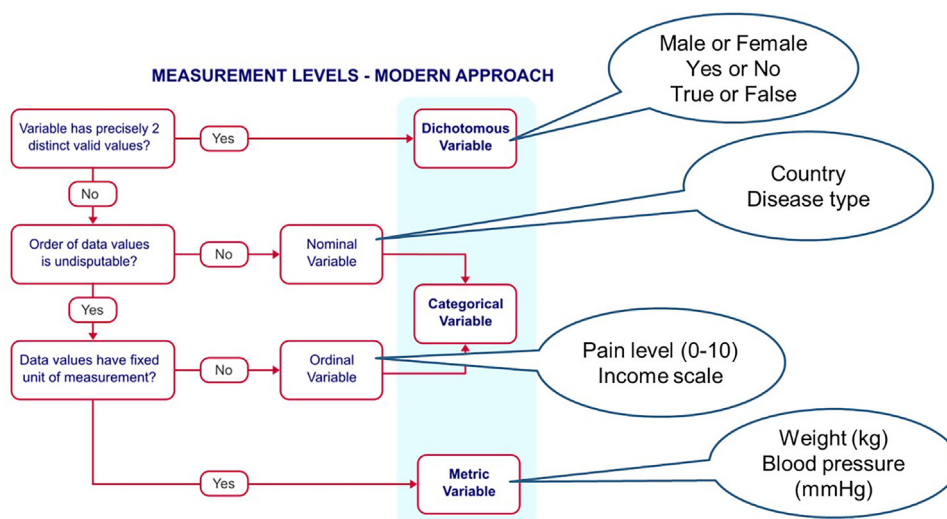 MEASUREMENT LEVELS - MODERN APPROACH
Male or Female
Yes or No
True or False
Variable has precisely 2
distinct valid values?
Yes
Dichotomous
Variable
No
Country
Disease type
Order of data values
is undisputable?
No
Nominal
Variable
Categorical
Variable
Yes
Data values have fixed
unit of measurement?
No
Ordinal
Variable
Pain level (0-10)
Income scale
Yes
Metric
Variable
Weight (kg)
Blood pressure
(mmHg)